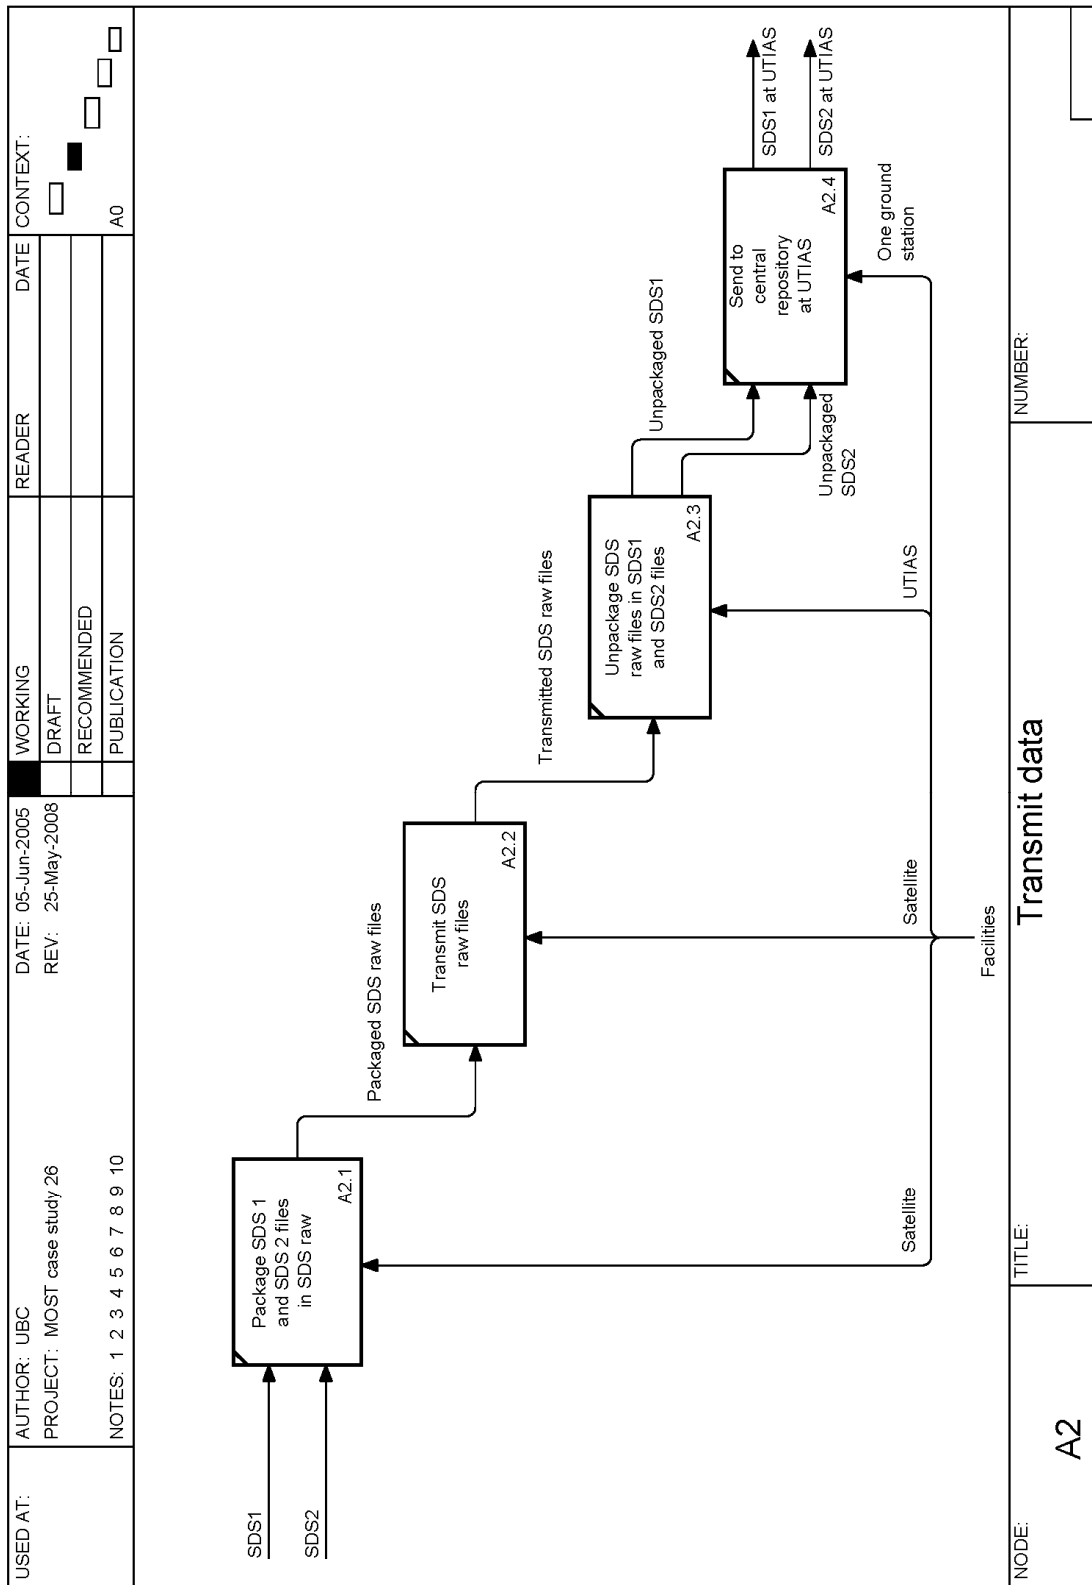 USED AT:
AUTHOR: UBC
DATE: 05-Jun-2005
PROJECT: MOST case study 26
REV: 25-May-2008
NOTES: 1 2 3 4 5 6 7 8 9 10
WORKING
DRAFT
RECOMMENDED
PUBLICATION
READER
DATE
CONTEXT:
A0
SDS1
SDS2
Package SDS 1
and SDS 2 files
in SDS raw
A2.1
Packaged SDS raw files
Transmit SDS
raw files
A2.2
Transmitted SDS raw files
Unpackage SDS
raw files in SDS1
and SDS2 files
A2.3
Unpackaged SDS1
Unpackaged
SDS2
Send to
central
repository
at UTIAS
A2.4
SDS1 at UTIAS
SDS2 at UTIAS
Satellite
Satellite
UTIAS
One ground
station
Facilities
NODE:
A2
TITLE:
Transmit data
NUMBER: